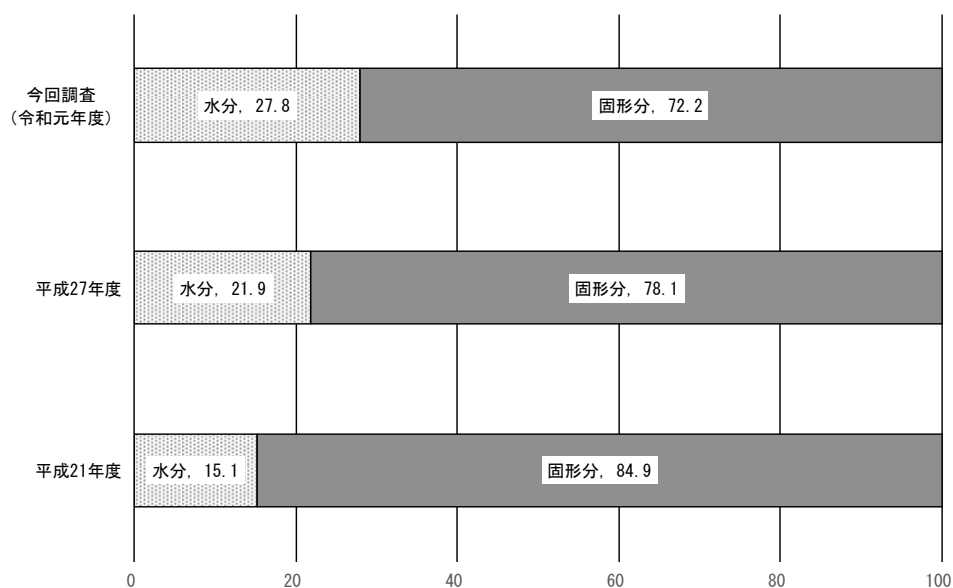 今回調査
（令和元年度）
水分, 27.8
固形分, 72.2
平成27年度
水分, 21.9
固形分, 78.1
平成21年度
水分, 15.1
固形分, 84.9
0 20 40 60 80 100